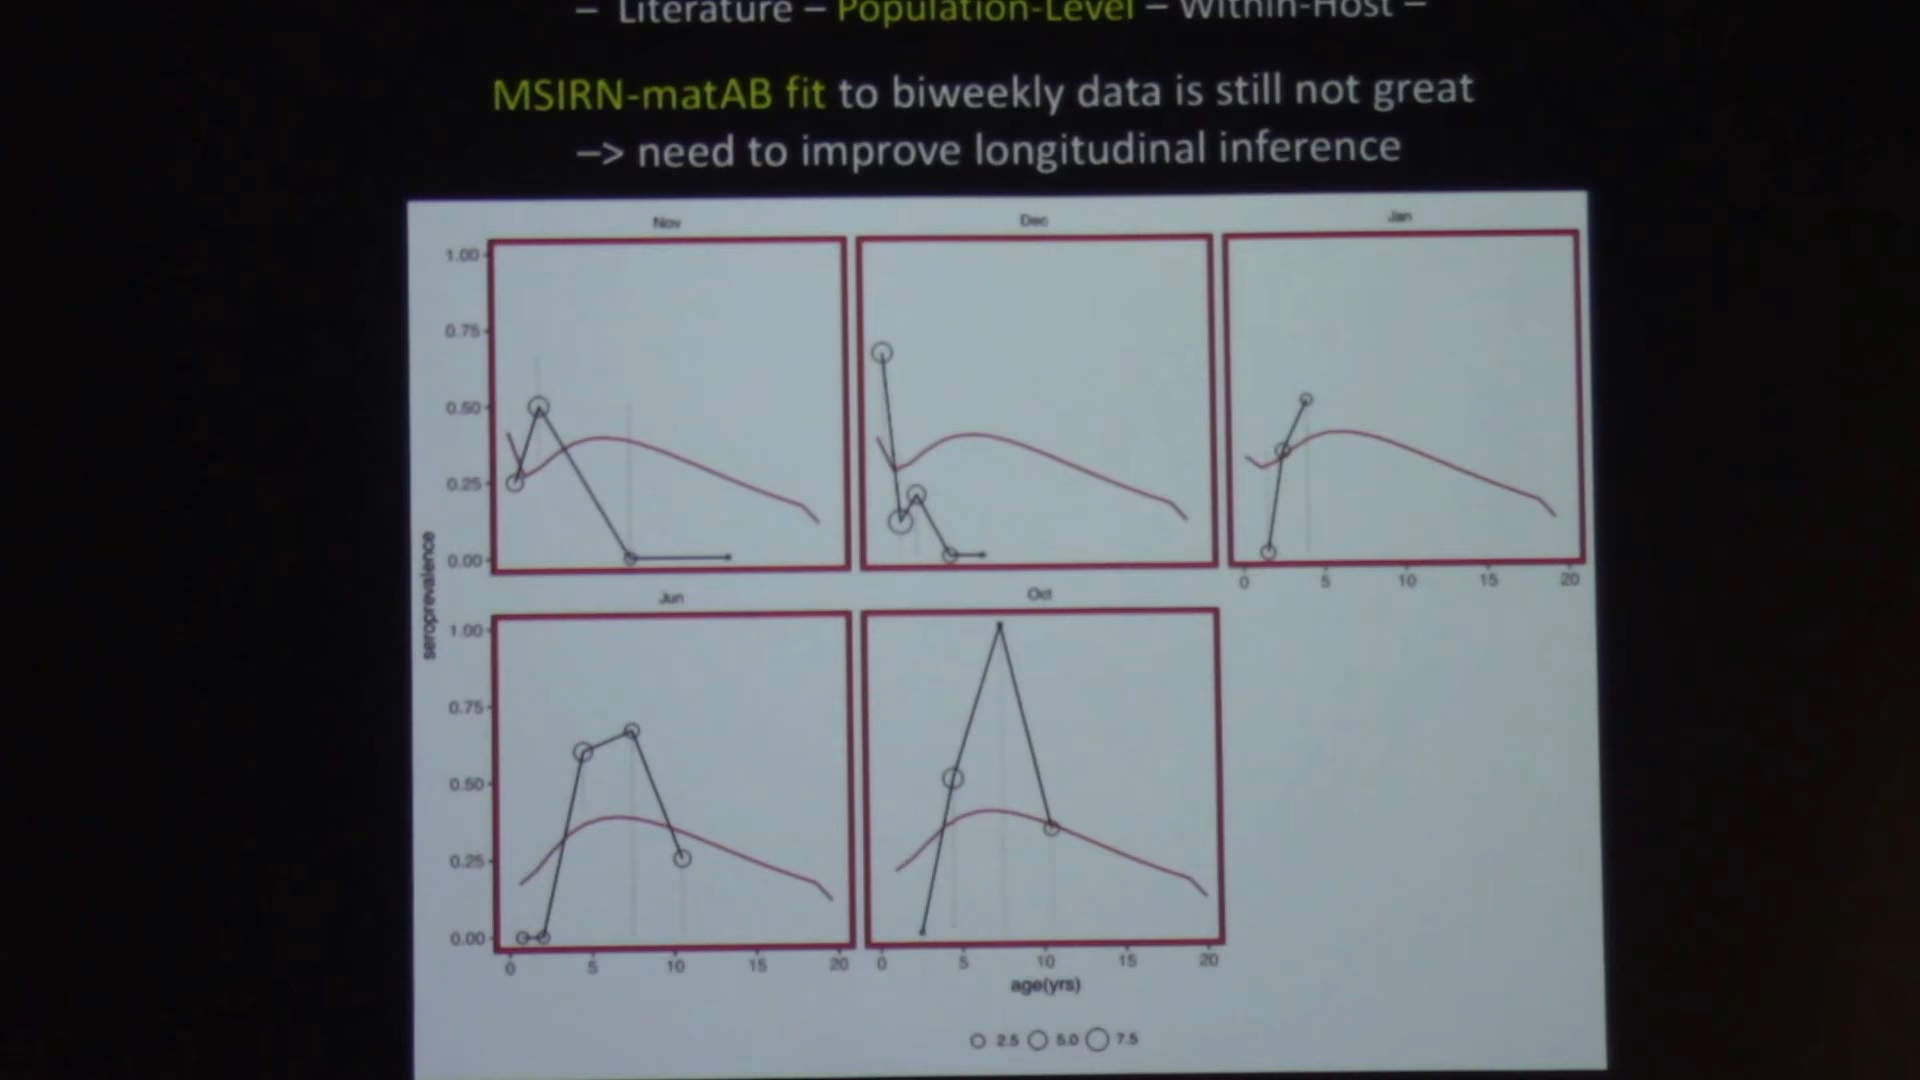 – Literature – Population-Level – Within-Host –
MSIRN-matAB fit to biweekly data is still not great
–> need to improve longitudinal inference
Nov Dec Jan
1.00
0.75
0.50
0.25
0.00
0 5 10 15 20
seroprevalence
Jun Oct
1.00
0.75
0.50
0.25
0.00
0 5 10 15 20 0 5 10 15 20
age(yrs)
2.5 5.0 7.5